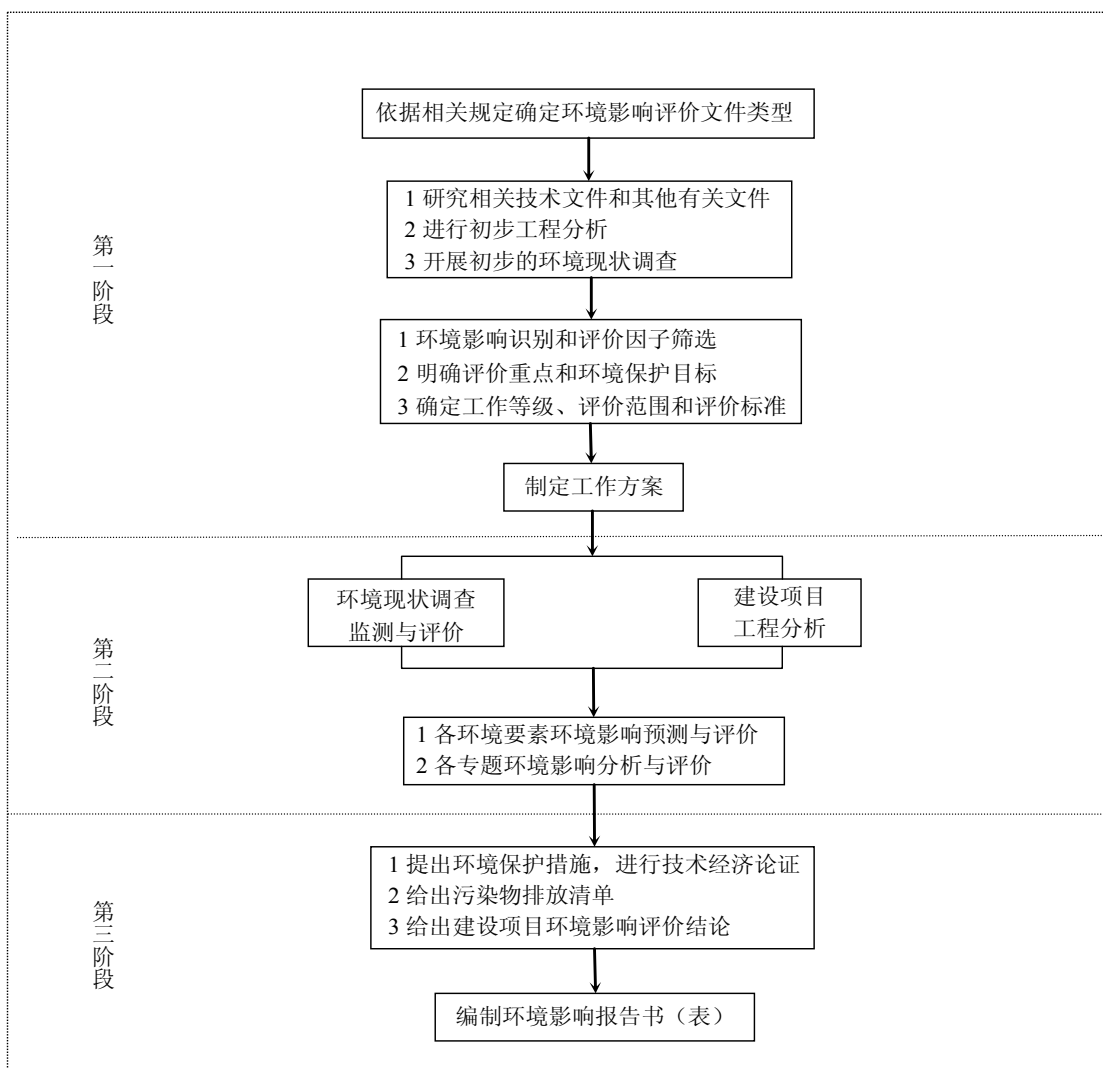 第一阶段
依据相关规定确定环境影响评价文件类型
1 研究相关技术文件和其他有关文件
2 进行初步工程分析
3 开展初步的环境现状调查
1 环境影响识别和评价因子筛选
2 明确评价重点和环境保护目标
3 确定工作等级、评价范围和评价标准
制定工作方案
第二阶段
环境现状调查
监测与评价
建设项目
工程分析
1 各环境要素环境影响预测与评价
2 各专题环境影响分析与评价
第三阶段
1 提出环境保护措施，进行技术经济论证
2 给出污染物排放清单
3 给出建设项目环境影响评价结论
编制环境影响报告书（表）